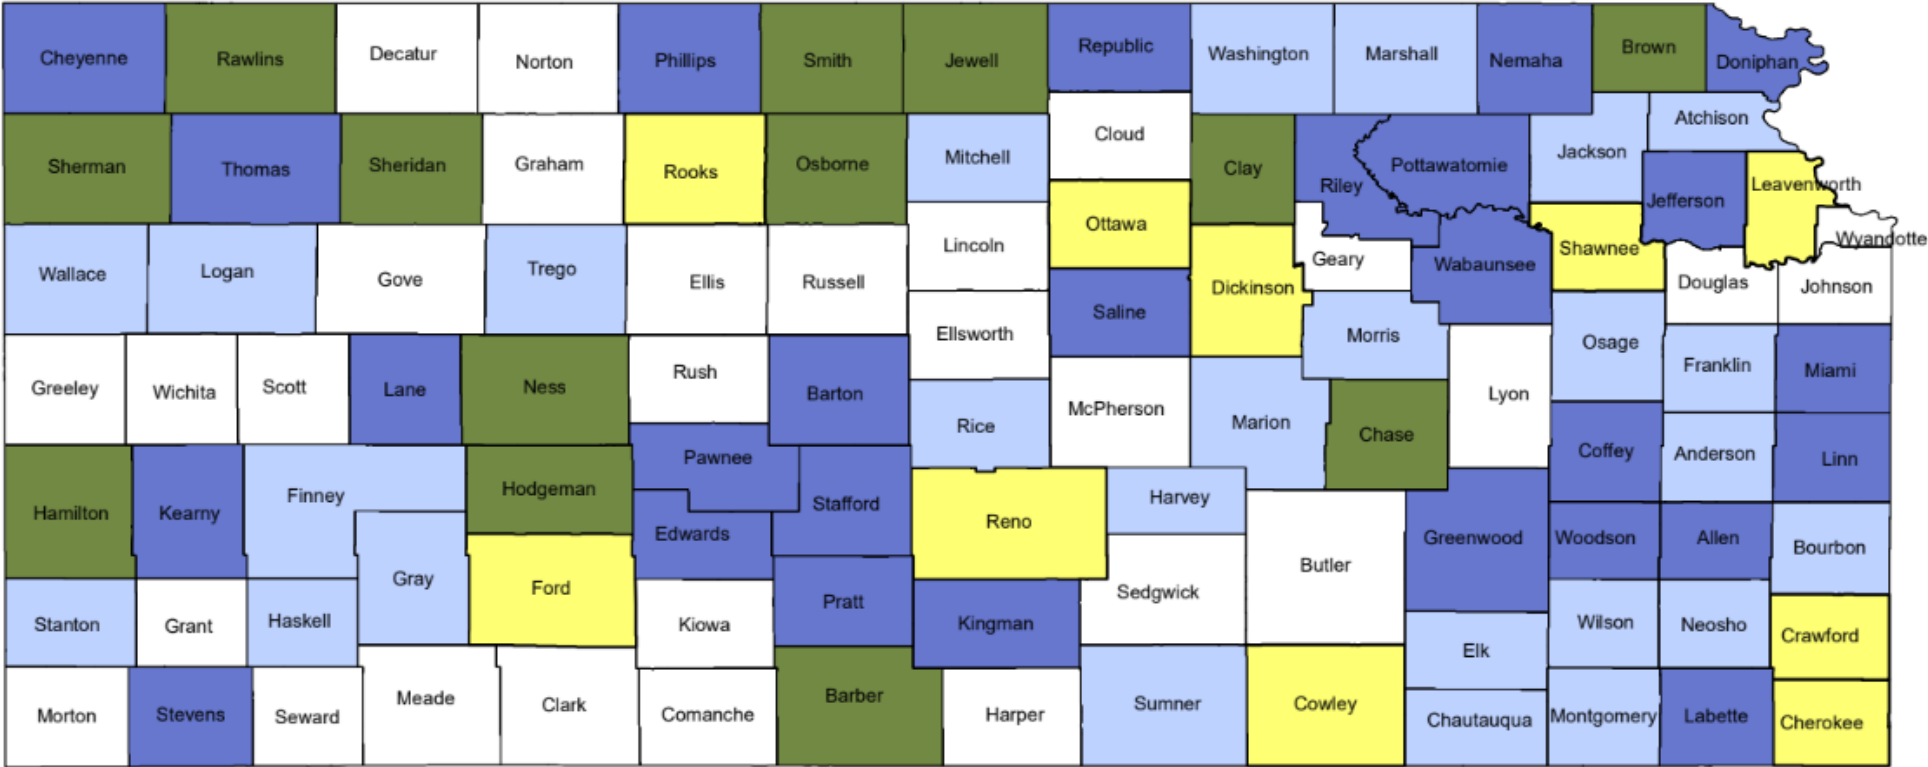 Cheyenne
Rawlins
Decatur
Norton
Phillips
Smith
Jewell
Republic
Washington
Marshall
Nemaha
Brown
Doniphan
Sherman
Thomas
Sheridan
Graham
Rooks
Osborne
Mitchell
Cloud
Clay
Riley
Pottawatomie
Jackson
Atchison
Jefferson
Leavenworth
Wyandotte
Wallace
Logan
Gove
Trego
Ellis
Russell
Lincoln
Ottawa
Saline
Dickinson
Geary
Wabaunsee
Shawnee
Douglas
Johnson
Greeley
Wichita
Scott
Lane
Ness
Rush
Barton
Ellsworth
Rice
McPherson
Marion
Morris
Chase
Lyon
Osage
Franklin
Miami
Hamilton
Kearny
Finney
Hodgeman
Pawnee
Stafford
Edwards
Reno
Harvey
Butler
Greenwood
Coffey
Anderson
Linn
Woodson
Allen
Bourbon
Stanton
Grant
Haskell
Gray
Ford
Kiowa
Pratt
Kingman
Sedgwick
Elk
Wilson
Neosho
Crawford
Morton
Stevens
Seward
Meade
Clark
Comanche
Barber
Harper
Sumner
Cowley
Chautauqua
Montgomery
Labette
Cherokee